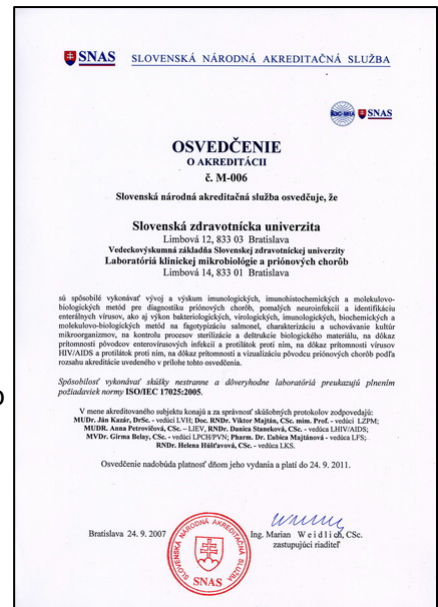 SNAS SLOVENSKÁ NÁRODNÁ AKREDITAČNÁ SLUŽBA
SNAS
OSVEDČENIE
O AKREDITÁCII
č. M-006
Slovenská národná akreditačná služba osvedčuje, že
Slovenská zdravotnícka univerzita
Limbová 12, 833 03 Bratislava
Vedeckovýskumná základňa Slovenskej zdravotníckej univerzity
Laboratóriá klinickej mikrobiológie a priónových chorôb
Limbová 14, 833 01 Bratislava
sú spôsobilé vykonávať vývoj a výskum imunologických, imunohistochemických a molekulovo-
biologických metód pre diagnostiku priónových chorôb, pomalých neuroinfekcií a identifikáciu
enterálnych vírusov, ako aj výkon bakteriologických, virologických, imunologických, biochemických a
molekulovo-biologických metód na fagotypizáciu salmonel, charakterizáciu a uchovávanie kultúr
mikroorganizmov, na kontrolu procesov sterilizácie a deštrukcie biologického materiálu, na dôkaz
prítomnosti pôvodcov enterovírusových infekcií a protilátok proti nim, na dôkaz prítomnosti vírusov
HIV/AIDS a protilátok proti nim, na dôkaz prítomnosti a vizualizáciu pôvodcu priónových chorôb podľa
rozsahu akreditácie uvedeného v prílohe tohto osvedčenia.
Spôsobilosť vykonávať skúšky nestranne a dôveryhodne laboratóriá preukazujú plnením
požiadaviek normy ISO/IEC 17025:2005.
V mene akreditovaného subjektu konajú a za správnosť skúšobných protokolov zodpovedajú:
MUDr. Ján Kazár, DrSc. - vedúci LVH; Doc. RNDr. Viktor Majtán, CSc. mim. Prof. - vedúci LZPM;
MUDR. Anna Petrovičová, CSc. – LIEV, RNDr. Danica Staneková, CSc. - vedúca LHIV/AIDS;
MVDr. Girma Belay, CSc. - vedúci LPCH/PVN; Pharm. Dr. Ľubica Majtánová - vedúca LFS;
RNDr. Helena Hüšťavová, CSc. - vedúca LKS.
Osvedčenie nadobúda platnosť dňom jeho vydania a platí do 24. 9. 2011.
Bratislava 24. 9. 2007
Ing. Marian Weidlich, CSc.
zastupujúci riaditeľ
SNAS